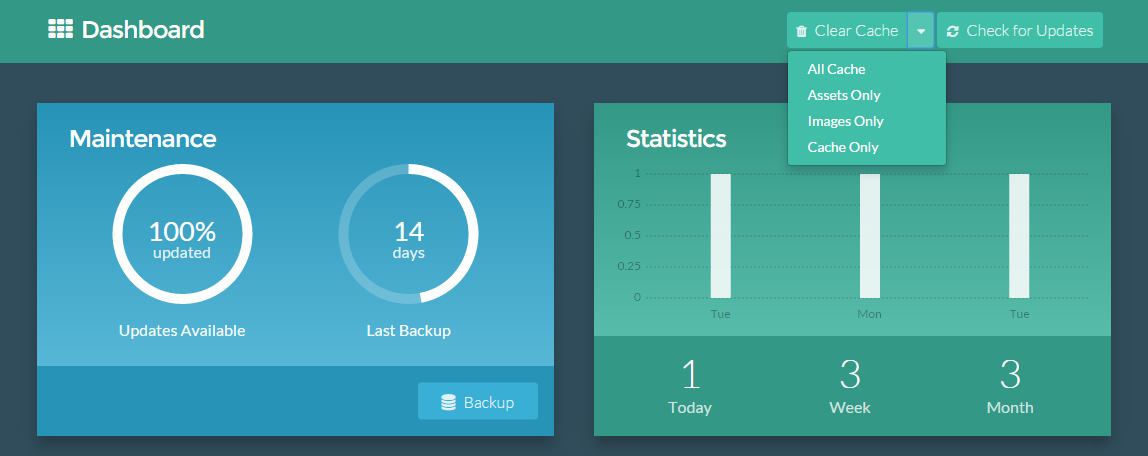 Dashboard
Clear Cache
Check for Updates
All Cache
Assets Only
Images Only
Cache Only
Maintenance
100%
updated
14
days
Updates Available
Last Backup
Backup
Statistics
1
0.75
0.5
0.25
0
Tue
Mon
Tue
1
Today
3
Week
3
Month